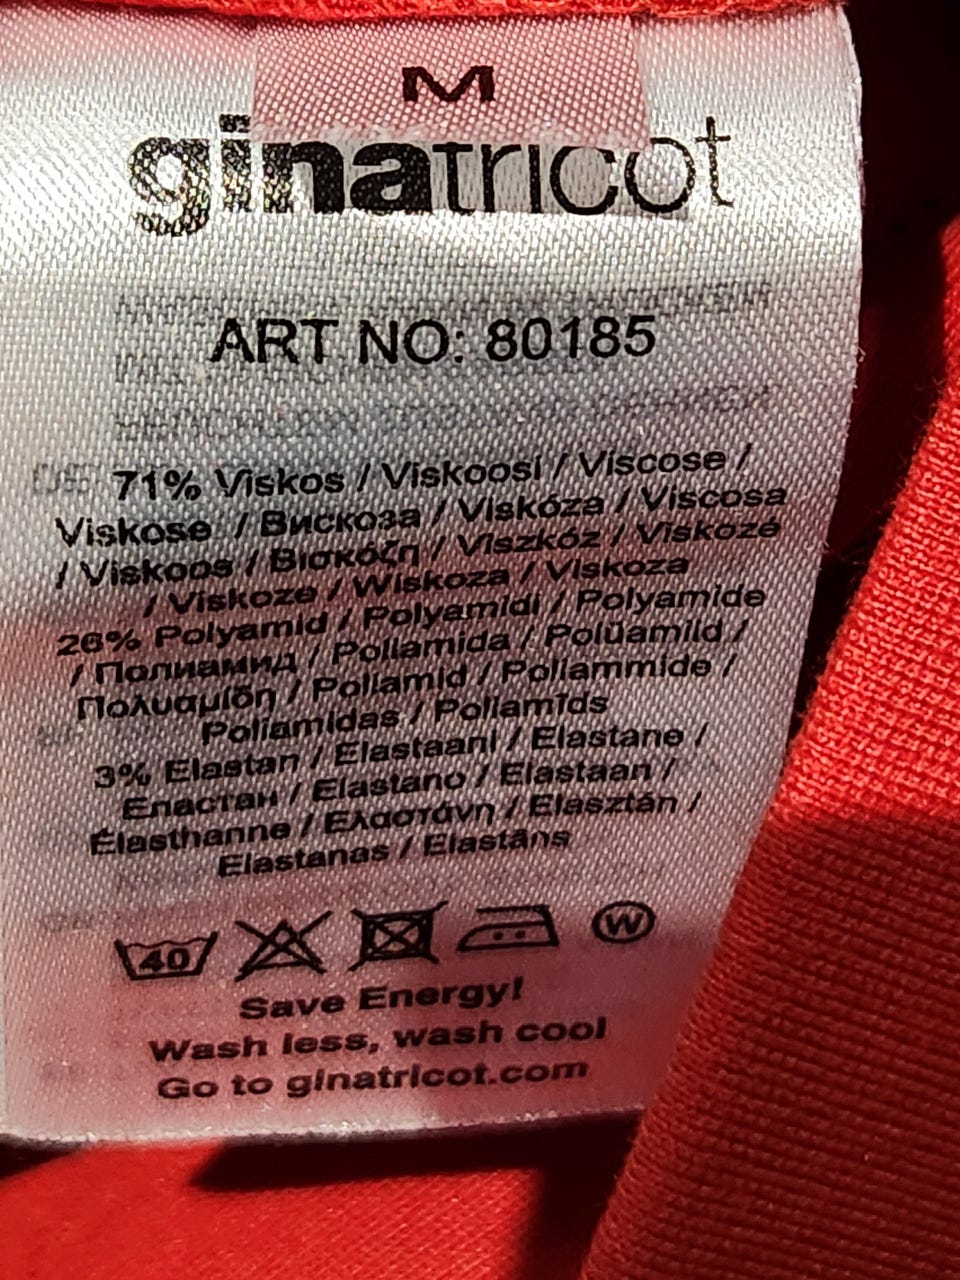 M
ginatricot
ART NO: 80185
71% Viskos / Viskoosi / Viscose /
Viskose / Вискоза / Viskóza / Viscosa
/ Viskoos / Βισκόζη / Viszkóz / Viskozė
/ Viskoze / Wiskoza / Viskoza
26% Polyamid / Polyamidi / Polyamide
/ Полиамид / Poliamida / Polüamiid /
Πολυαμίδη / Poliamid / Poliammide /
Poliamidas / Poliamīds
3% Elastan / Elastaani / Elastane /
Еластан / Elastano / Elastaan /
Élasthanne / Ελαστάνη / Elasztán /
Elastanas / Elastāns
40 W
Save Energy!
Wash less, wash cool
Go to ginatricot.com